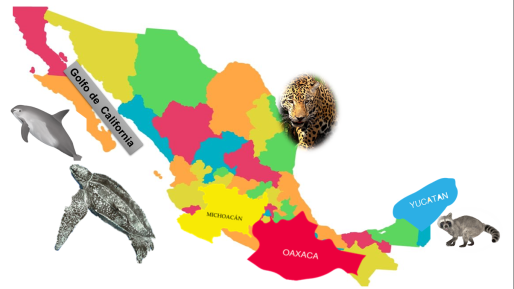 Golfo de California
MICHOACÁN
YUCATAN
OAXACA